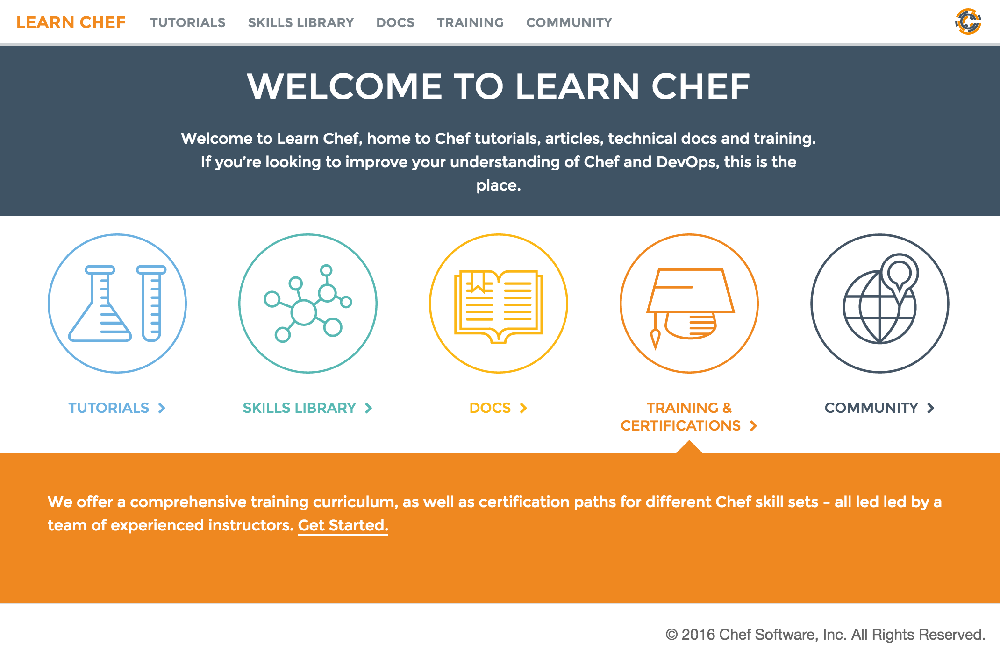 LEARN CHEF TUTORIALS SKILLS LIBRARY DOCS TRAINING COMMUNITY
WELCOME TO LEARN CHEF
Welcome to Learn Chef, home to Chef tutorials, articles, technical docs and training.
If you’re looking to improve your understanding of Chef and DevOps, this is the
place.
TUTORIALS
SKILLS LIBRARY
DOCS
TRAINING &
CERTIFICATIONS
COMMUNITY
We offer a comprehensive training curriculum, as well as certification paths for different Chef skill sets – all led led by a
team of experienced instructors. Get Started.
© 2016 Chef Software, Inc. All Rights Reserved.